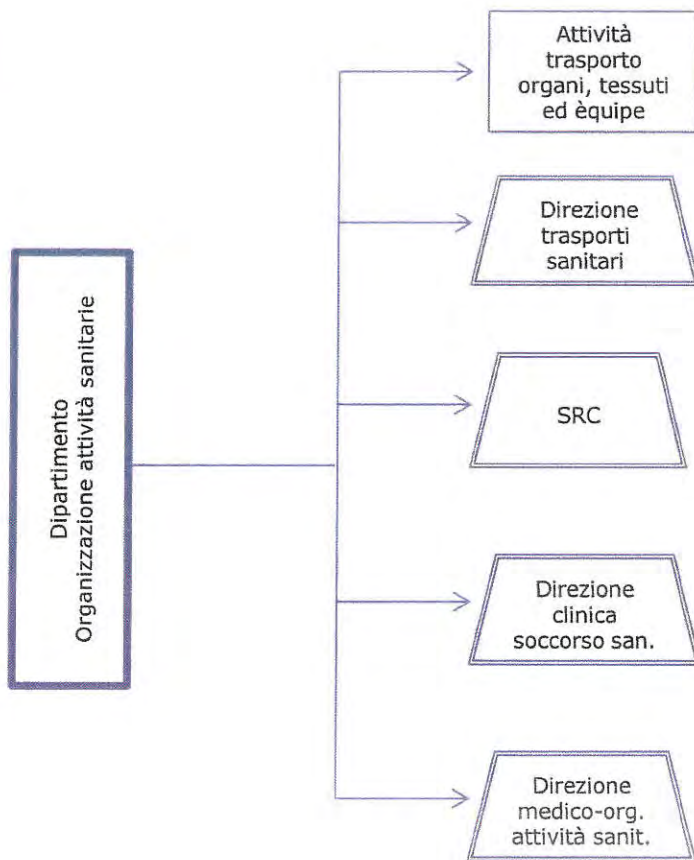 Attività
trasporto
organi, tessuti
ed èquipe
Direzione
trasporti
sanitari
Dipartimento
Organizzazione attività sanitarie
SRC
Direzione
clinica
soccorso san.
Direzione
medico-org.
attività sanit.